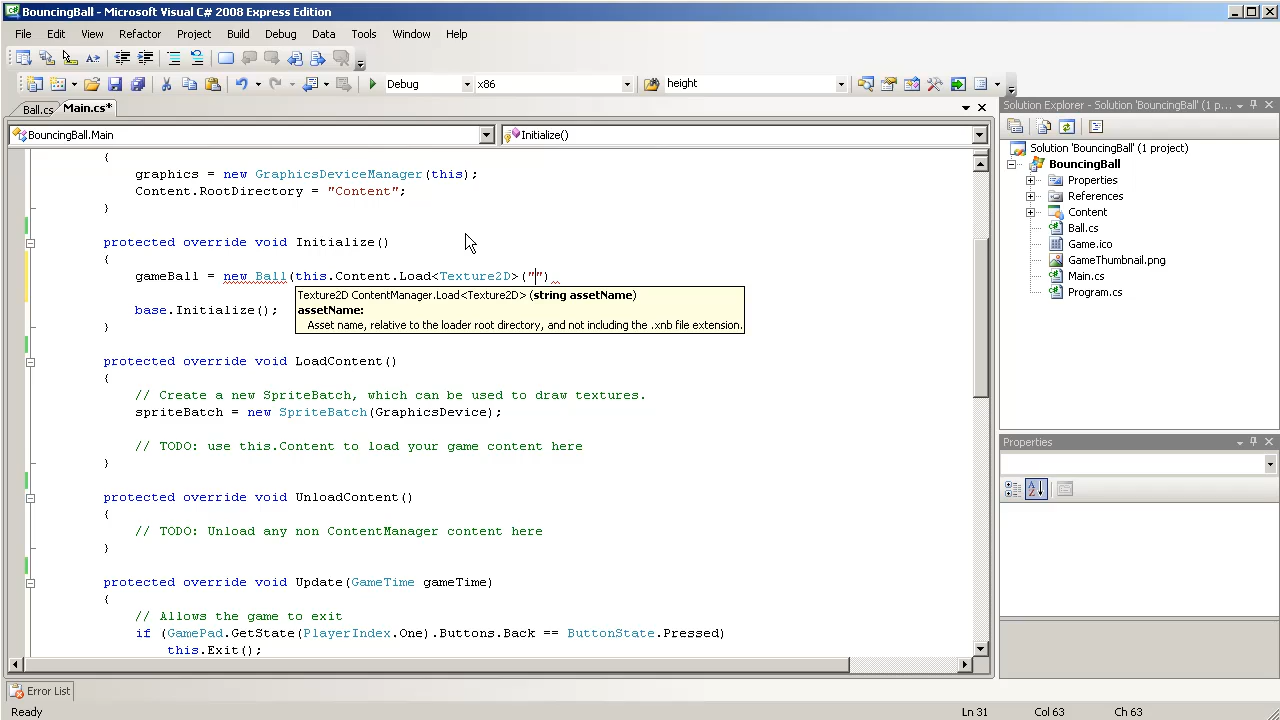 BouncingBall - Microsoft Visual C# 2008 Express Edition
File Edit View Refactor Project Build Debug Data Tools Window Help
Debug x86 height
Ball.cs Main.cs*
BouncingBall.Main Initialize()
{
graphics = new GraphicsDeviceManager(this);
Content.RootDirectory = "Content";
}
protected override void Initialize()
{
gameBall = new Ball(this.Content.Load<Texture2D>("")
Texture2D ContentManager.Load<Texture2D> (string assetName)
assetName:
Asset name, relative to the loader root directory, and not including the .xnb file extension.
base.Initialize();
}
protected override void LoadContent()
{
// Create a new SpriteBatch, which can be used to draw textures.
spriteBatch = new SpriteBatch(GraphicsDevice);
// TODO: use this.Content to load your game content here
}
protected override void UnloadContent()
{
// TODO: Unload any non ContentManager content here
}
protected override void Update(GameTime gameTime)
{
// Allows the game to exit
if (GamePad.GetState(PlayerIndex.One).Buttons.Back == ButtonState.Pressed)
this.Exit();
Solution Explorer - Solution 'BouncingBall' (1 p...
Solution 'BouncingBall' (1 project)
BouncingBall
Properties
References
Content
Ball.cs
Game.ico
GameThumbnail.png
Main.cs
Program.cs
Properties
Error List
Ready Ln 31 Col 63 Ch 63